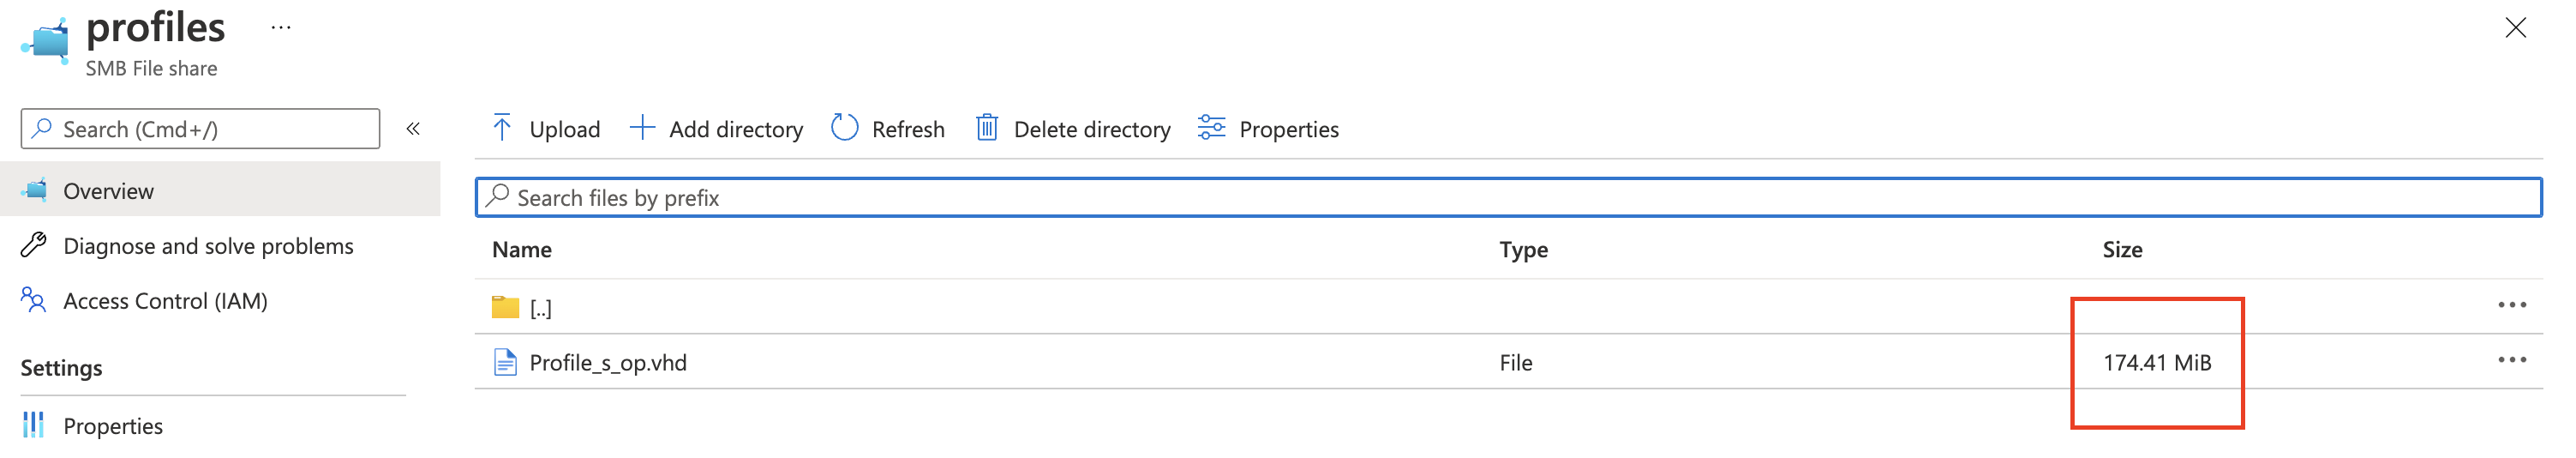 profiles ...
SMB File share
Search (Cmd+/) «
Upload Add directory Refresh Delete directory Properties
Overview
Search files by prefix
Diagnose and solve problems
Name Type Size
Access Control (IAM)
[..] ...
Settings
Profile_s_op.vhd File 174.41 MiB ...
Properties